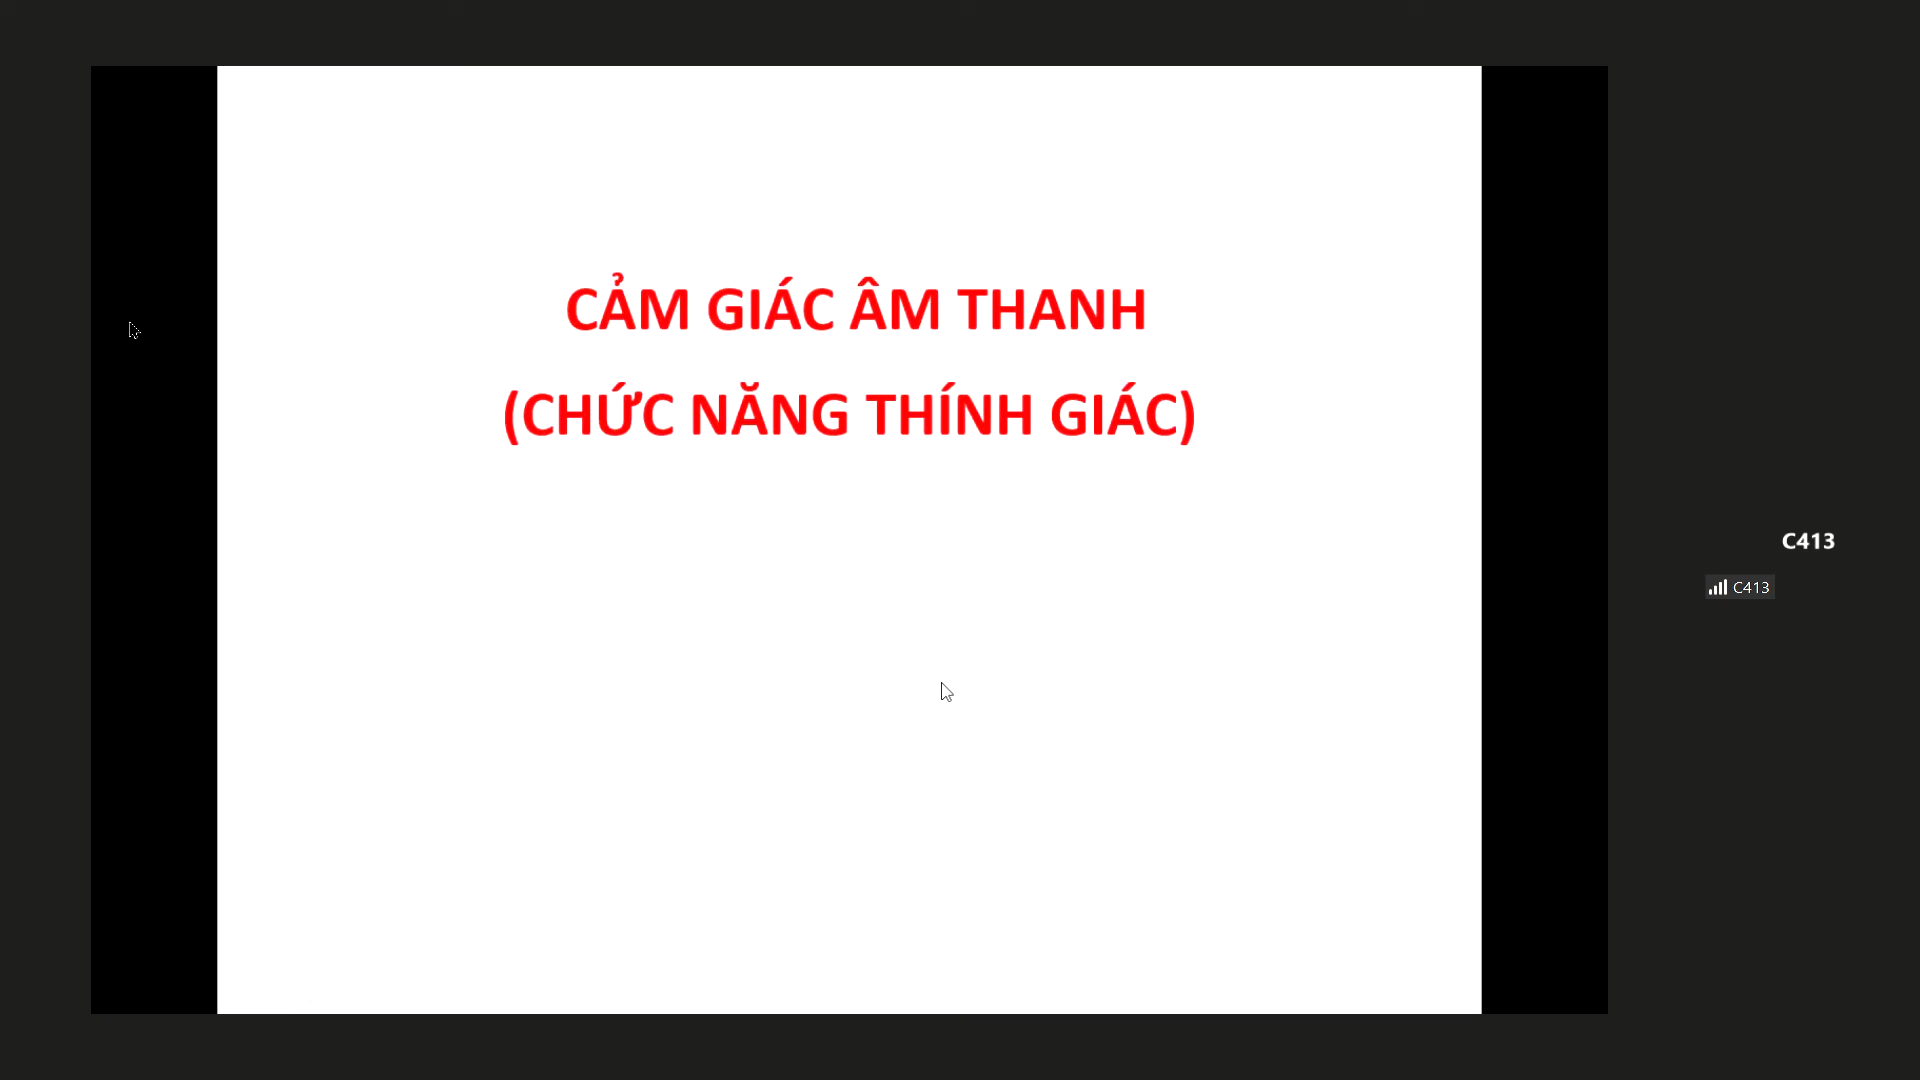 CẢM GIÁC ÂM THANH
(CHỨC NĂNG THÍNH GIÁC)
C413
C413